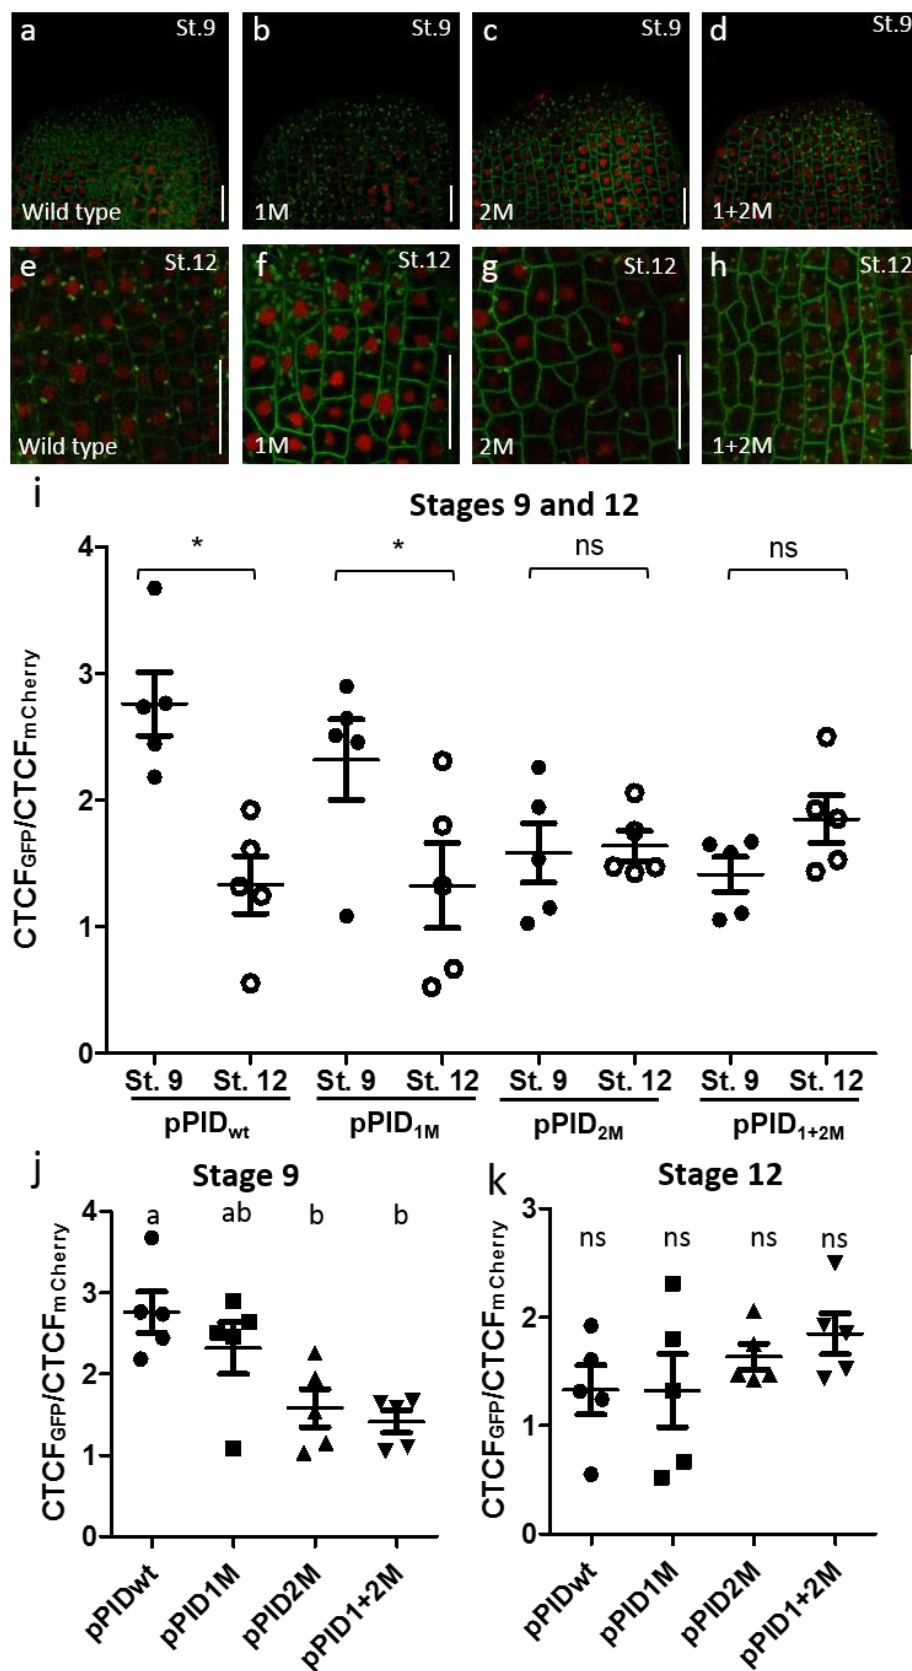 a St.9 b St.9 c St.9 d St.9
Wild type 1M 2M 1+2M
e St.12 f St.12 g St.12 h St.12
Wild type 1M 2M 1+2M
i
Stages 9 and 12
* * ns ns
CTCFGFP/CTCFmCherry
4
3
2
1
0
St. 9 St. 12 St. 9 St. 12 St. 9 St. 12 St. 9 St. 12
pPIDwt pPID1M pPID2M pPID1+2M
j
Stage 9
a ab b b
CTCFGFP/CTCFmCherry
4
3
2
1
0
pPIDwt pPID1M pPID2M pPID1+2M
k
Stage 12
ns ns ns ns
CTCFGFP/CTCFmCherry
3
2
1
0
pPIDwt pPID1M pPID2M pPID1+2M